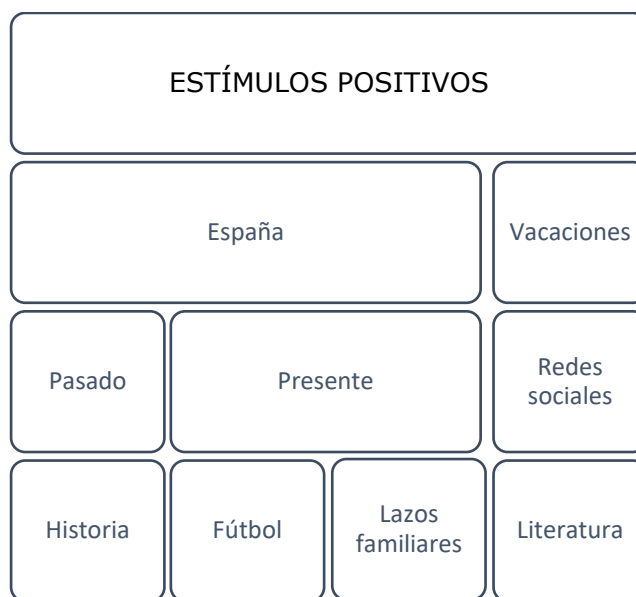 ESTÍMULOS POSITIVOS
España
Vacaciones
Pasado
Presente
Redes
sociales
Historia
Fútbol
Lazos
familiares
Literatura